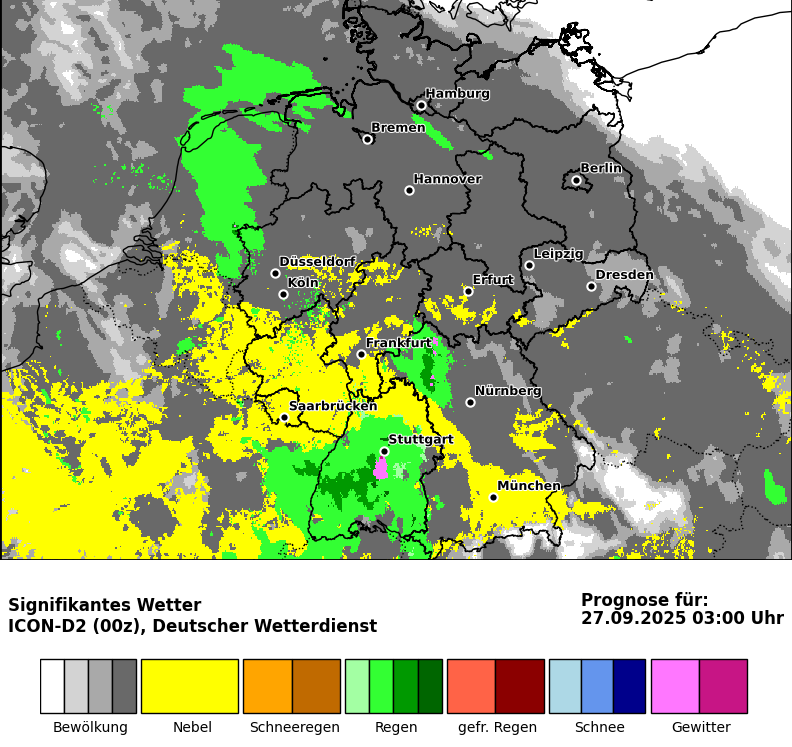 Hamburg
Bremen
Berlin
Hannover
Leipzig
Düsseldorf
Dresden
Erfurt
Köln
Frankfurt
Nürnberg
Saarbrücken
Stuttgart
München
Signifikantes Wetter
ICON-D2 (00z), Deutscher Wetterdienst
Prognose für:
27.09.2025 03:00 Uhr
Bewölkung Nebel Schneeregen Regen gefr. Regen Schnee Gewitter